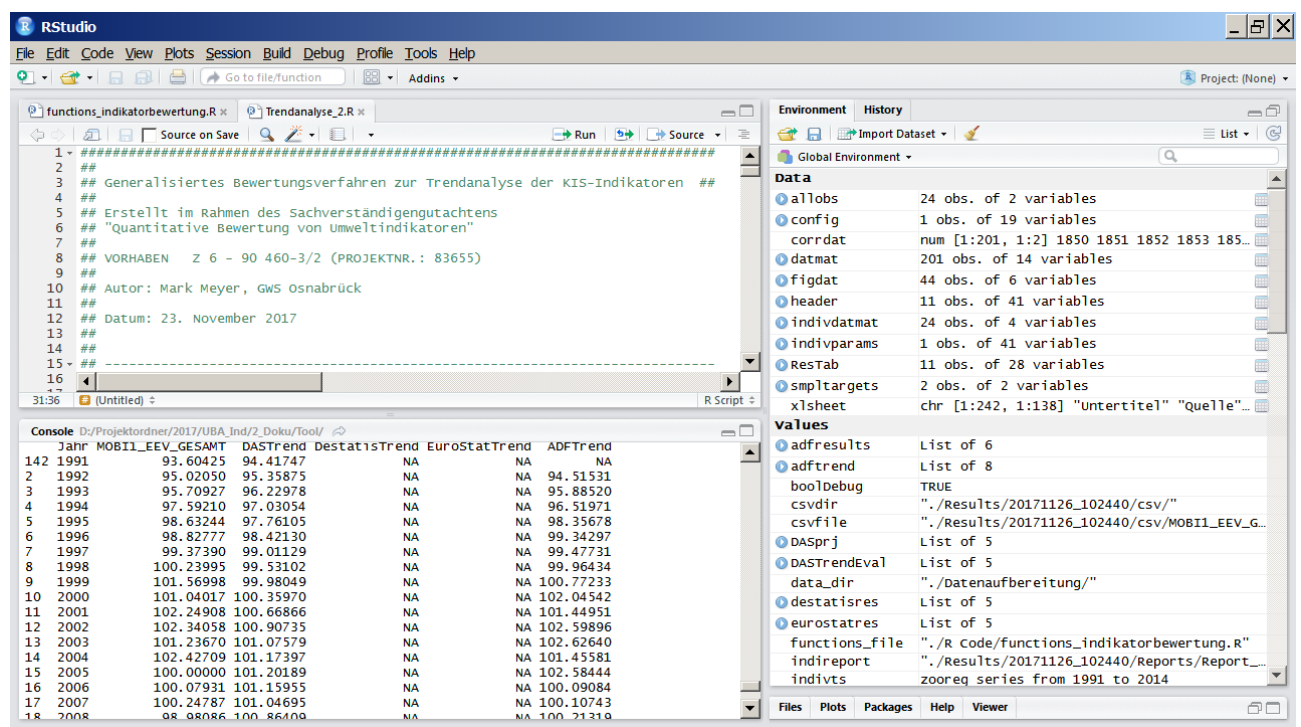 RStudio
File Edit Code View Plots Session Build Debug Profile Tools Help
Go to file/function Addins Project: (None)
functions_indikatorbewertung.R × Trendanalyse_2.R ×
Source on Save Run Source
1 ##############################################################################
2 ##
3 ## Generalisiertes Bewertungsverfahren zur Trendanalyse der KIS-Indikatoren ##
4 ##
5 ## Erstellt im Rahmen des Sachverständigengutachtens
6 ## "Quantitative Bewertung von Umweltindikatoren"
7 ##
8 ## VORHABEN Z 6 - 90 460-3/2 (PROJEKTNR.: 83655)
9 ##
10 ## Autor: Mark Meyer, GWS Osnabrück
11 ##
12 ## Datum: 23. November 2017
13 ##
14 ##
15 ## ---------------------------------------------------------------------------
16
31:36 (Untitled) R Script
Console D:/Projektordner/2017/UBA_Ind/2_Doku/Tool/
Jahr MOBI1_EEV_GESAMT DASTrend DestatisTrend EuroStatTrend ADFTrend
142 1991 93.60425 94.41747 NA NA NA
2 1992 95.02050 95.35875 NA NA 94.51531
3 1993 95.70927 96.22978 NA NA 95.88520
4 1994 97.59210 97.03054 NA NA 96.51971
5 1995 98.63244 97.76105 NA NA 98.35678
6 1996 98.82777 98.42130 NA NA 99.34297
7 1997 99.37390 99.01129 NA NA 99.47731
8 1998 100.23995 99.53102 NA NA 99.96434
9 1999 101.56998 99.98049 NA NA 100.77233
10 2000 101.04017 100.35970 NA NA 102.04542
11 2001 102.24908 100.66866 NA NA 101.44951
12 2002 102.34058 100.90735 NA NA 102.59896
13 2003 101.23670 101.07579 NA NA 102.62640
14 2004 102.42709 101.17397 NA NA 101.45581
15 2005 100.00000 101.20189 NA NA 102.58444
16 2006 100.07931 101.15955 NA NA 100.09084
17 2007 100.24787 101.04695 NA NA 100.10743
18 2008 98.98086 100.86409 NA NA 100.21319
Environment History
Import Dataset List
Global Environment
Data
allobs 24 obs. of 2 variables
config 1 obs. of 19 variables
corrdat num [1:201, 1:2] 1850 1851 1852 1853 185…
datmat 201 obs. of 14 variables
figdat 44 obs. of 6 variables
header 11 obs. of 41 variables
indivdatmat 24 obs. of 4 variables
indivparams 1 obs. of 41 variables
ResTab 11 obs. of 28 variables
smpltargets 2 obs. of 2 variables
xlsheet chr [1:242, 1:138] "Untertitel" "Quelle"…
Values
adfresults List of 6
adftrend List of 8
boolDebug TRUE
csvdir "./Results/20171126_102440/csv/"
csvfile "./Results/20171126_102440/csv/MOBI1_EEV_G…
DASprj List of 5
DASTrendEval List of 5
data_dir "./Datenaufbereitung/"
destatisres List of 5
eurostatres List of 5
functions_file "./R Code/functions_indikatorbewertung.R"
indireport "./Results/20171126_102440/Reports/Report_…
indivts zooreg series from 1991 to 2014
Files Plots Packages Help Viewer